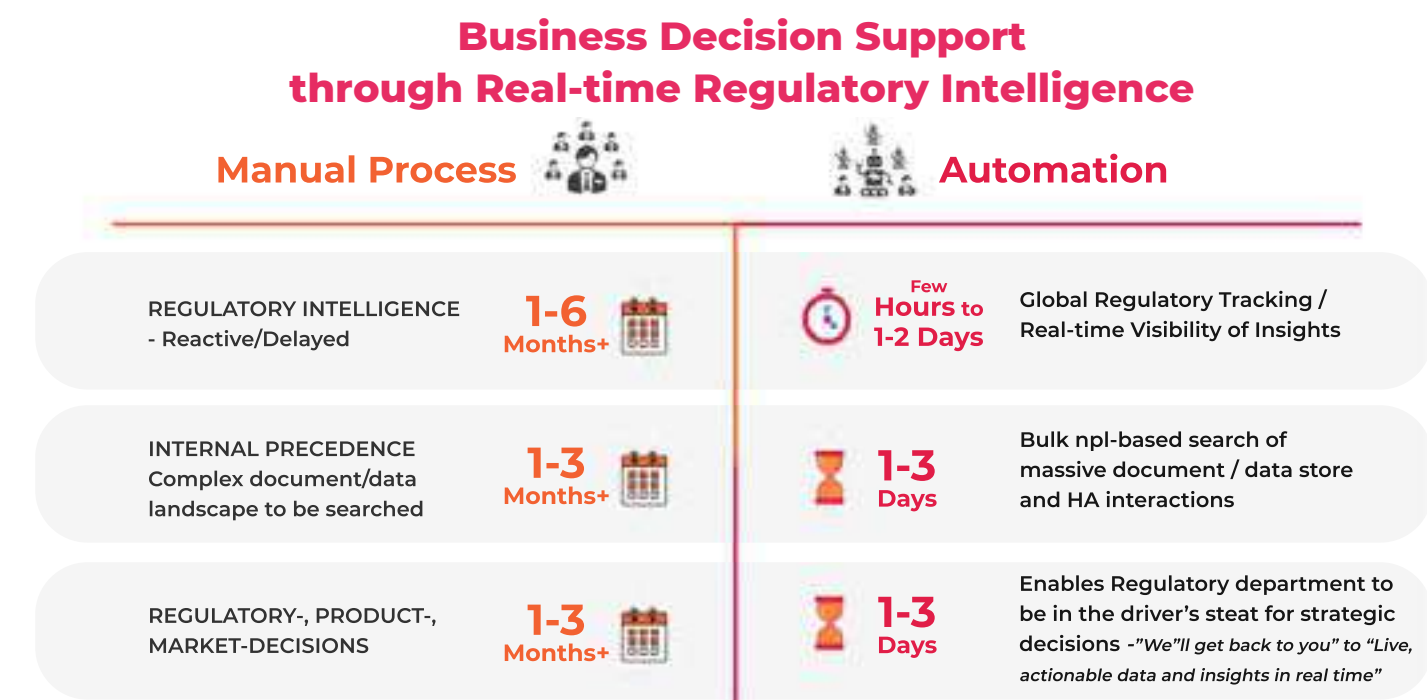 Business Decision Support
through Real-time Regulatory Intelligence
Manual Process
Automation
REGULATORY INTELLIGENCE
- Reactive/Delayed
1-6
Months+
Few
Hours to
1-2 Days
Global Regulatory Tracking /
Real-time Visibility of Insights
INTERNAL PRECEDENCE
Complex document/data
landscape to be searched
1-3
Months+
1-3
Days
Bulk npl-based search of
massive document / data store
and HA interactions
REGULATORY-, PRODUCT-,
MARKET-DECISIONS
1-3
Months+
1-3
Days
Enables Regulatory department to
be in the driver’s steat for strategic
decisions -”We”ll get back to you” to “Live,
actionable data and insights in real time”